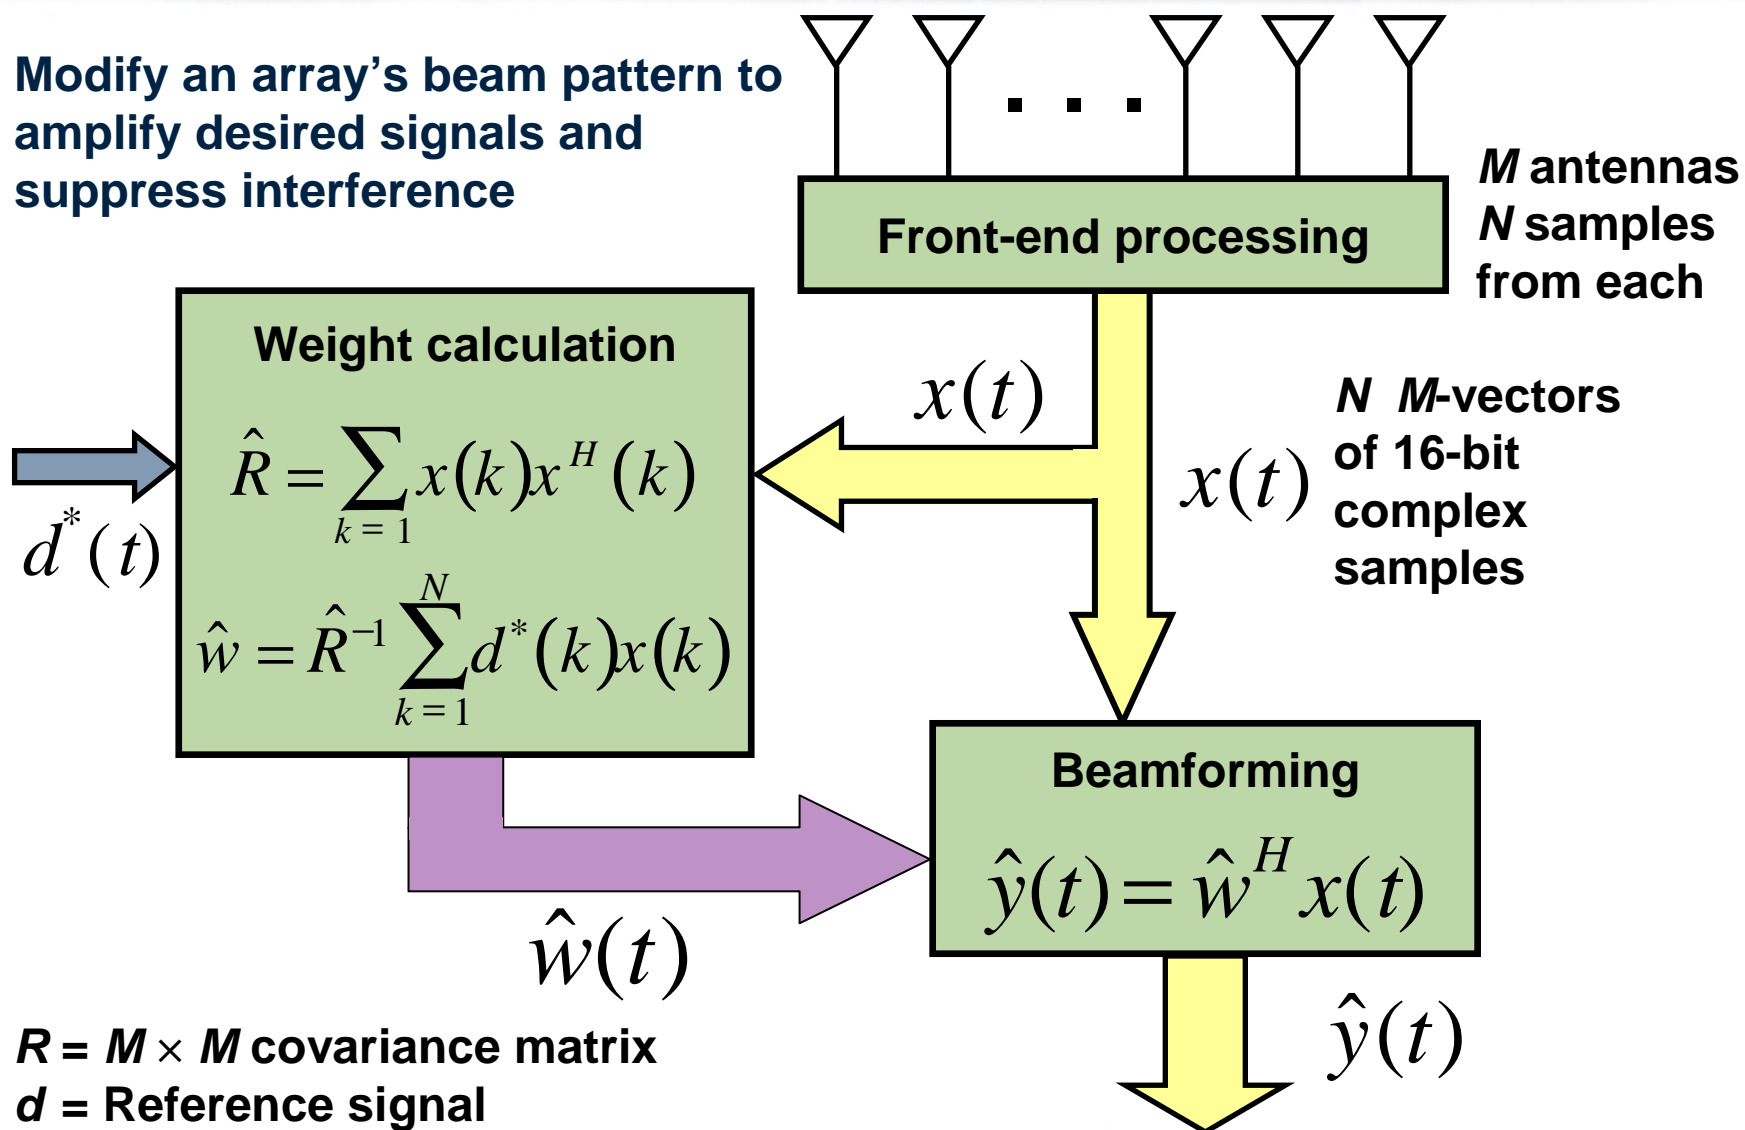 Modify an array's beam pattern to
amplify desired signals and
suppress interference
. . .
M antennas
N samples
from each
Front-end processing
Weight calculation
R̂ = ∑_{k = 1} x(k)x^H(k)
ŵ = R̂^{-1} ∑_{k = 1}^{N} d^*(k)x(k)
d^*(t)
x(t)
x(t)
N M-vectors
of 16-bit
complex
samples
Beamforming
ŷ(t) = ŵ^H x(t)
ŵ(t)
ŷ(t)
R = M × M covariance matrix
d = Reference signal